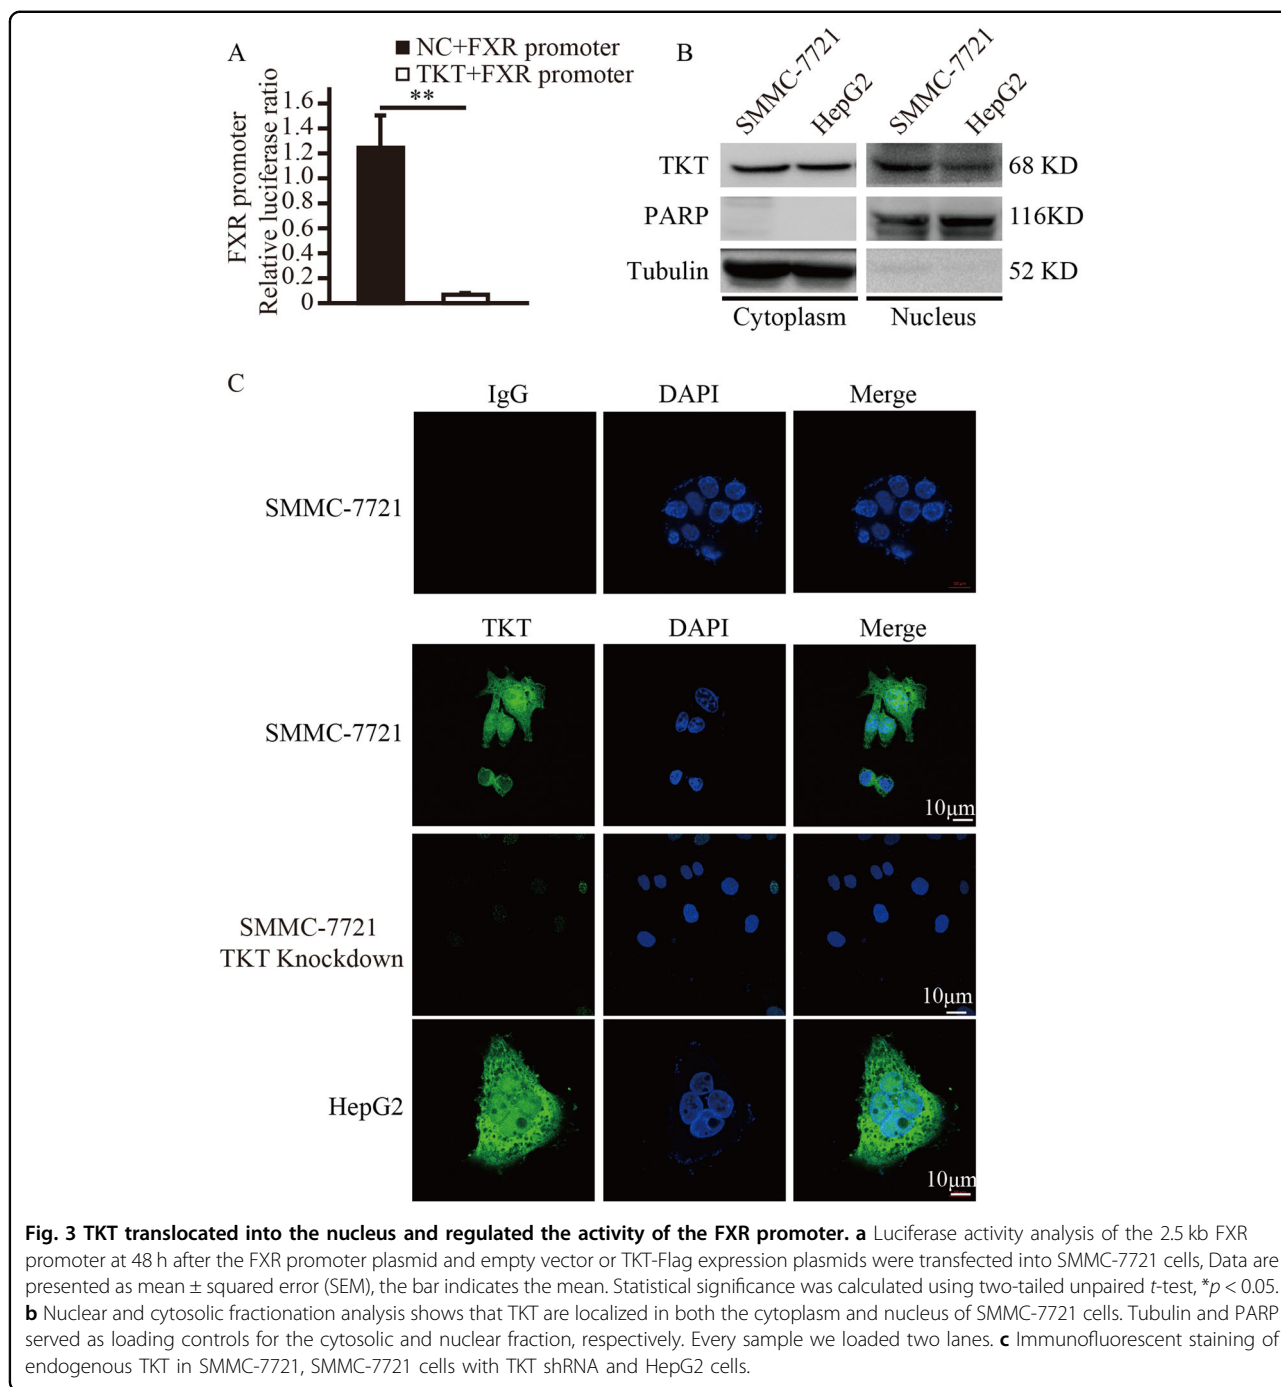 A
■ NC+FXR promoter
□ TKT+FXR promoter
**
FXR promoter
Relative luciferase ratio
1.6
1.4
1.2
1.0
0.8
0.6
0.4
0.2
0
B
SMMC-7721
HepG2
SMMC-7721
HepG2
TKT
68 KD
PARP
116KD
Tubulin
52 KD
Cytoplasm
Nucleus
C
IgG
DAPI
Merge
SMMC-7721
TKT
DAPI
Merge
SMMC-7721
10μm
SMMC-7721
TKT Knockdown
10μm
HepG2
10μm
Fig. 3 TKT translocated into the nucleus and regulated the activity of the FXR promoter. a Luciferase activity analysis of the 2.5 kb FXR
promoter at 48 h after the FXR promoter plasmid and empty vector or TKT-Flag expression plasmids were transfected into SMMC-7721 cells, Data are
presented as mean ± squared error (SEM), the bar indicates the mean. Statistical significance was calculated using two-tailed unpaired t-test, *p < 0.05.
b Nuclear and cytosolic fractionation analysis shows that TKT are localized in both the cytoplasm and nucleus of SMMC-7721 cells. Tubulin and PARP
served as loading controls for the cytosolic and nuclear fraction, respectively. Every sample we loaded two lanes. c Immunofluorescent staining of
endogenous TKT in SMMC-7721, SMMC-7721 cells with TKT shRNA and HepG2 cells.